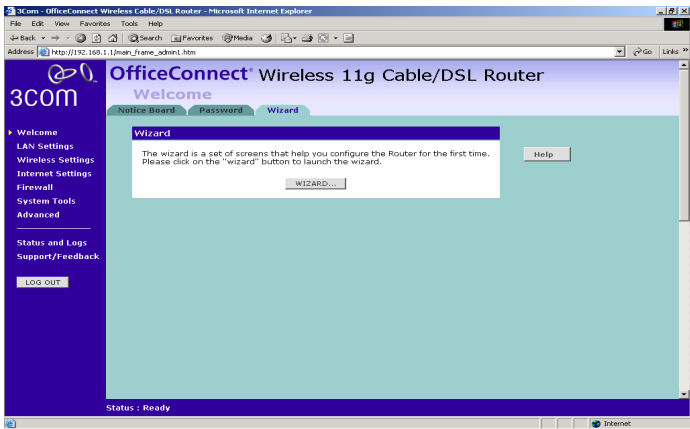 3Com - OfficeConnect Wireless Cable/DSL Router - Microsoft Internet Explorer
File Edit View Favorites Tools Help
Back Search Favorites Media
Address http://192.168.1.1/main_frame_admin1.htm Go Links »
3COM
OfficeConnect Wireless 11g Cable/DSL Router
Welcome
Notice Board Password Wizard
Welcome
LAN Settings
Wireless Settings
Internet Settings
Firewall
System Tools
Advanced
Status and Logs
Support/Feedback
LOG OUT
Wizard
The wizard is a set of screens that help you configure the Router for the first time.
Please click on the "wizard" button to launch the wizard.
WIZARD...
Help
Status : Ready
Internet